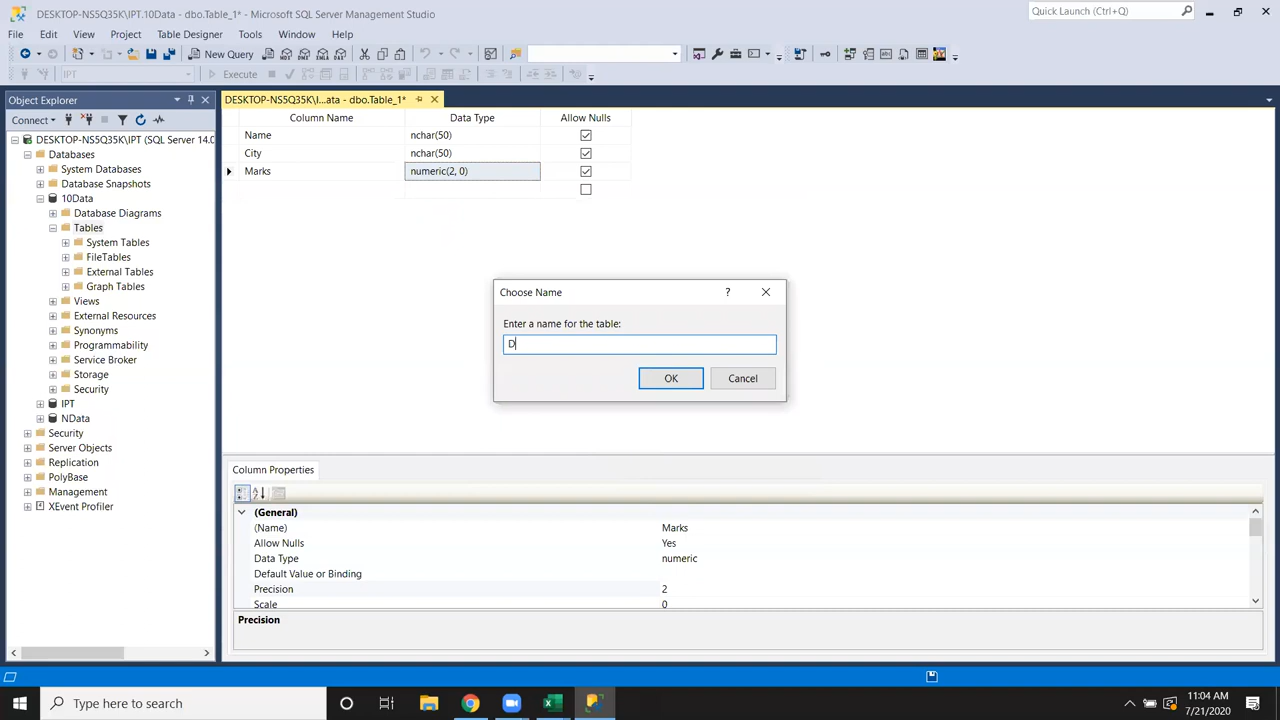 DESKTOP-NS5Q35K\IPT.10Data - dbo.Table_1* - Microsoft SQL Server Management Studio
Quick Launch (Ctrl+Q)
File Edit View Project Table Designer Tools Window Help
New Query
IPT Execute
Object Explorer
DESKTOP-NS5Q35K\I...ata - dbo.Table_1*
Connect
Column Name Data Type Allow Nulls
Name nchar(50)
City nchar(50)
Marks numeric(2, 0)
DESKTOP-NS5Q35K\IPT (SQL Server 14.0
Databases
System Databases
Database Snapshots
10Data
Database Diagrams
Tables
System Tables
FileTables
External Tables
Graph Tables
Views
External Resources
Synonyms
Programmability
Service Broker
Storage
Security
IPT
NData
Security
Server Objects
Replication
PolyBase
Management
XEvent Profiler
Choose Name
?
Enter a name for the table:
D
OK Cancel
Column Properties
(General)
(Name) Marks
Allow Nulls Yes
Data Type numeric
Default Value or Binding
Precision 2
Scale 0
Precision
Type here to search
11:04 AM
7/21/2020